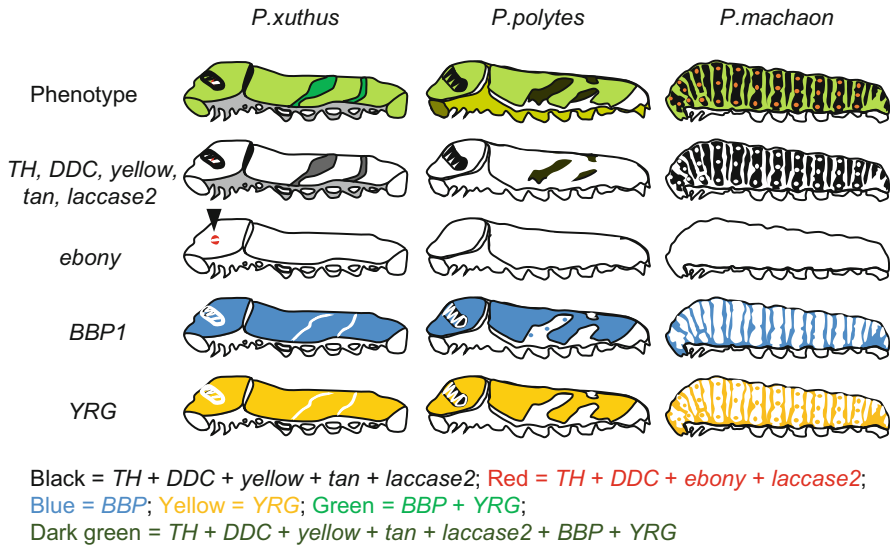 P.xuthus P.polytes P.machaon
Phenotype
TH, DDC, yellow,
tan, laccase2
ebony
BBP1
YRG
Black = TH + DDC + yellow + tan + laccase2; Red = TH + DDC + ebony + laccase2;
Blue = BBP; Yellow = YRG; Green = BBP + YRG;
Dark green = TH + DDC + yellow + tan + laccase2 + BBP + YRG